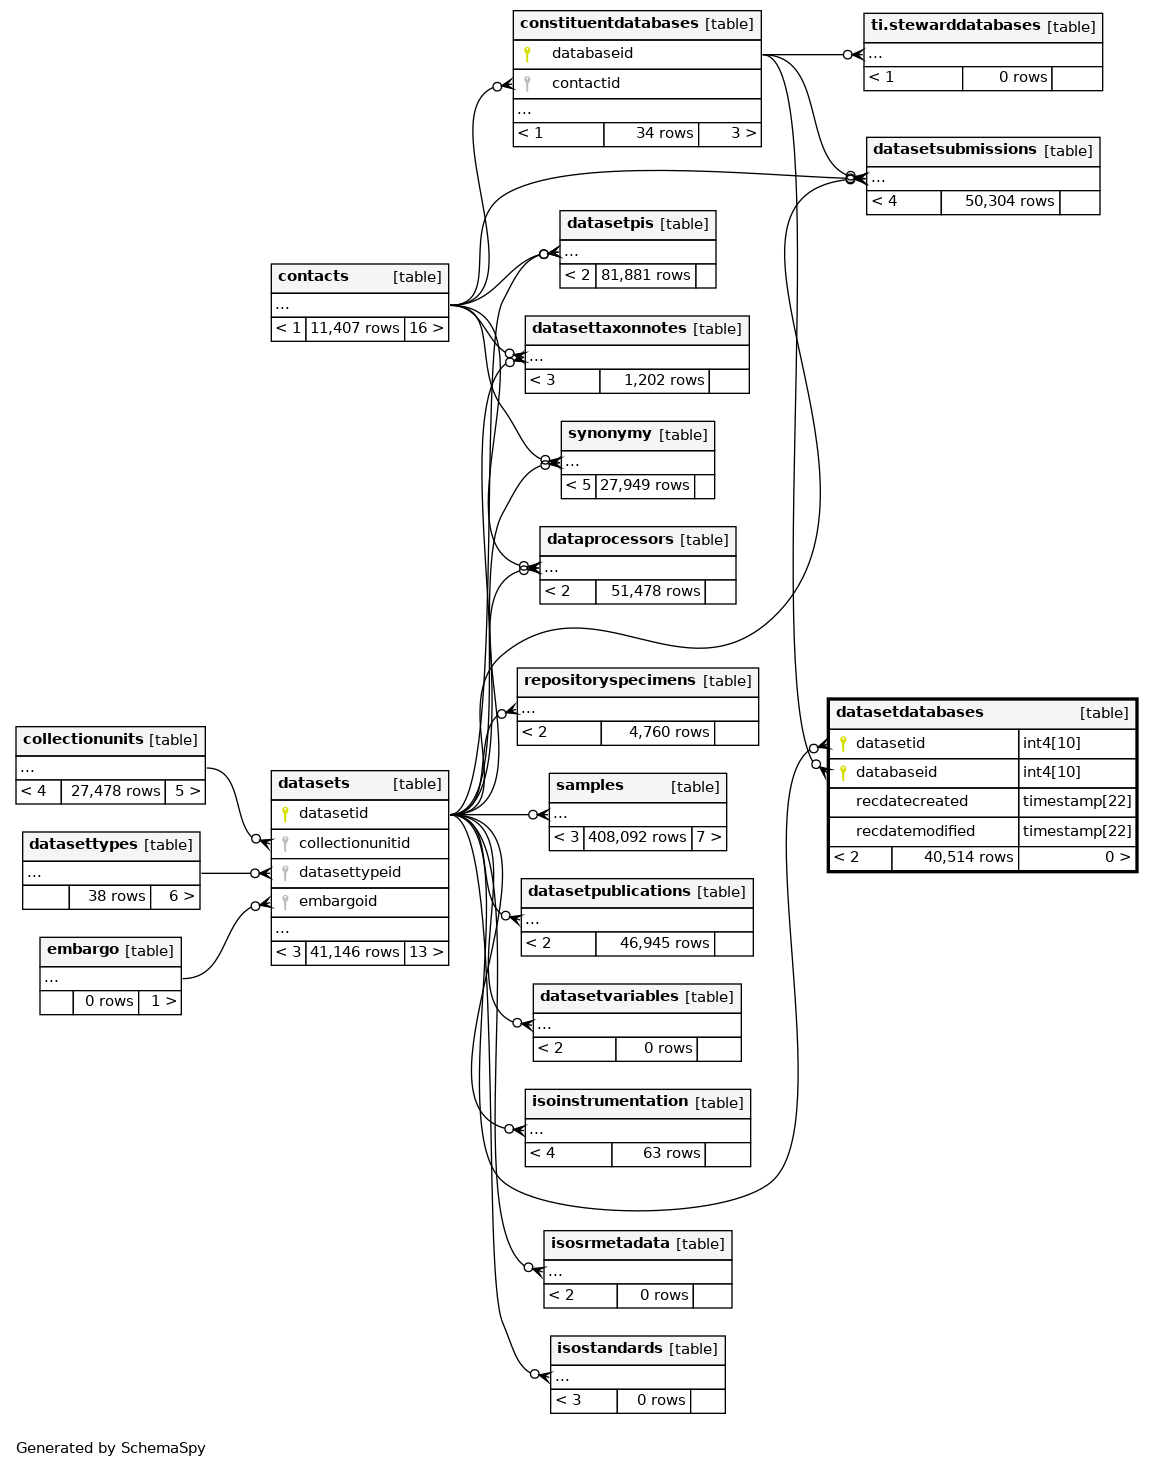 constituentdatabases [table]
databaseid
contactid
...
< 1 34 rows 3 >
ti.stewarddatabases [table]
...
< 1 0 rows
datasetsubmissions [table]
...
< 4 50,304 rows
datasetpis [table]
...
< 2 81,881 rows
contacts [table]
...
< 1 11,407 rows 16 >
datasettaxonnotes [table]
...
< 3 1,202 rows
synonymy [table]
...
< 5 27,949 rows
dataprocessors [table]
...
< 2 51,478 rows
repositoryspecimens [table]
...
< 2 4,760 rows
datasetdatabases [table]
datasetid int4[10]
databaseid int4[10]
recdatecreated timestamp[22]
recdatemodified timestamp[22]
< 2 40,514 rows 0 >
collectionunits [table]
...
< 4 27,478 rows 5 >
datasettypes [table]
...
38 rows 6 >
embargo [table]
...
0 rows 1 >
datasets [table]
datasetid
collectionunitid
datasettypeid
embargoid
...
< 3 41,146 rows 13 >
samples [table]
...
< 3 408,092 rows 7 >
datasetpublications [table]
...
< 2 46,945 rows
datasetvariables [table]
...
< 2 0 rows
isoinstrumentation [table]
...
< 4 63 rows
isosrmetadata [table]
...
< 2 0 rows
isostandards [table]
...
< 3 0 rows
Generated by SchemaSpy